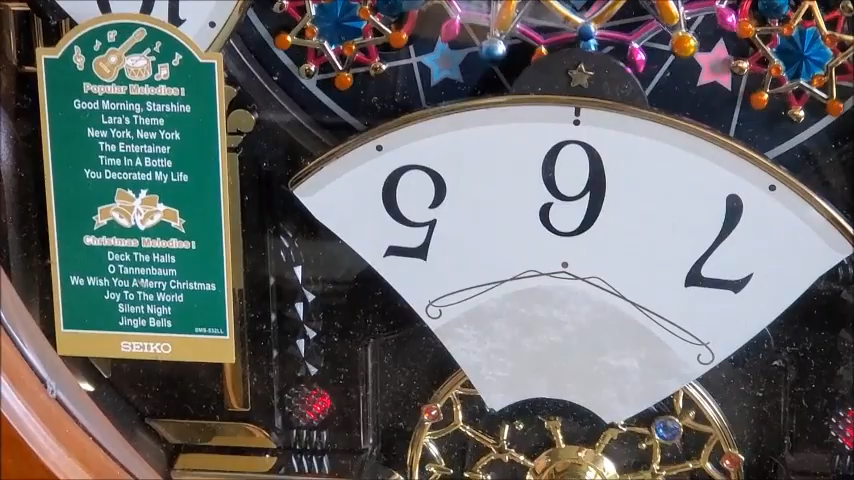 Popular Melodies !
Good Morning, Starshine
Lara's Theme
New York, New York
The Entertainer
Time In A Bottle
You Decorated My Life
Christmas Melodies !
Deck The Halls
O Tannenbaum
We Wish You A Merry Christmas
Joy To The World
Silent Night
Jingle Bells
SMS-532LL
SEIKO
5
6
7